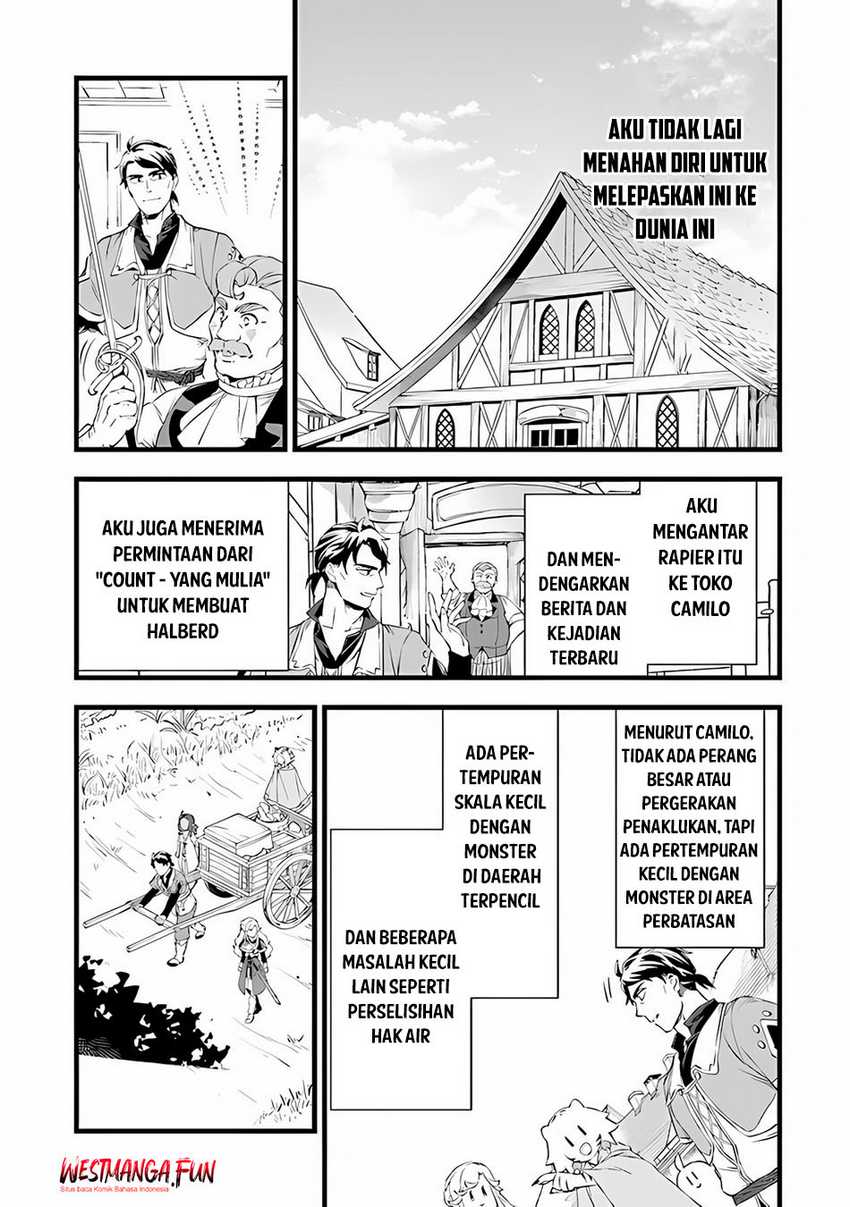 AKU TIDAK LAGI
MENAHAN DIRI UNTUK
MELEPASKAN INI KE
DUNIA INI
AKU
MENGANTAR
RAPIER ITU
KE TOKO
CAMILO
DAN MEN-
DENGARKAN
BERITA DAN
KEJADIAN
TERBARU
AKU JUGA MENERIMA
PERMINTAAN DARI
"COUNT - YANG MULIA"
UNTUK MEMBUAT
HALBERD
MENURUT CAMILO,
TIDAK ADA PERANG
BESAR ATAU
PERGERAKAN
PENAKLUKAN, TAPI
ADA PERTEMPURAN
KECIL DENGAN
MONSTER DI AREA
PERBATASAN
ADA PER-
TEMPURAN
SKALA KECIL
DENGAN
MONSTER
DI DAERAH
TERPENCIL
DAN BEBERAPA
MASALAH KECIL
LAIN SEPERTI
PERSELISIHAN
HAK AIR
WESTMANGA.FUN
Situs baca Komik Bahasa Indonesia